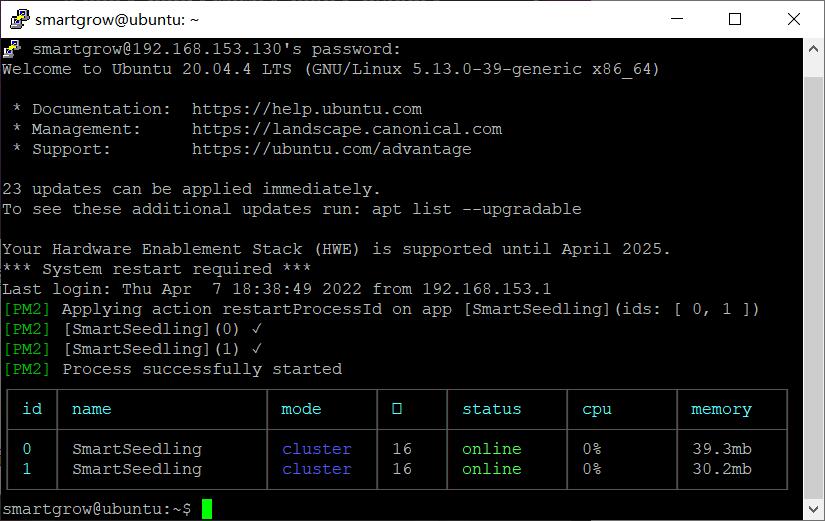 smartgrow@ubuntu: ~
smartgrow@192.168.153.130's password:
Welcome to Ubuntu 20.04.4 LTS (GNU/Linux 5.13.0-39-generic x86_64)
* Documentation:  https://help.ubuntu.com
* Management:     https://landscape.canonical.com
* Support:        https://ubuntu.com/advantage
23 updates can be applied immediately.
To see these additional updates run: apt list --upgradable
Your Hardware Enablement Stack (HWE) is supported until April 2025.
*** System restart required ***
Last login: Thu Apr  7 18:38:49 2022 from 192.168.153.1
[PM2] Applying action restartProcessId on app [SmartSeedling](ids: [ 0, 1 ])
[PM2] [SmartSeedling](0) ✓
[PM2] [SmartSeedling](1) ✓
[PM2] Process successfully started
id name mode □ status cpu memory
0 SmartSeedling cluster 16 online 0% 39.3mb
1 SmartSeedling cluster 16 online 0% 30.2mb
smartgrow@ubuntu:~$